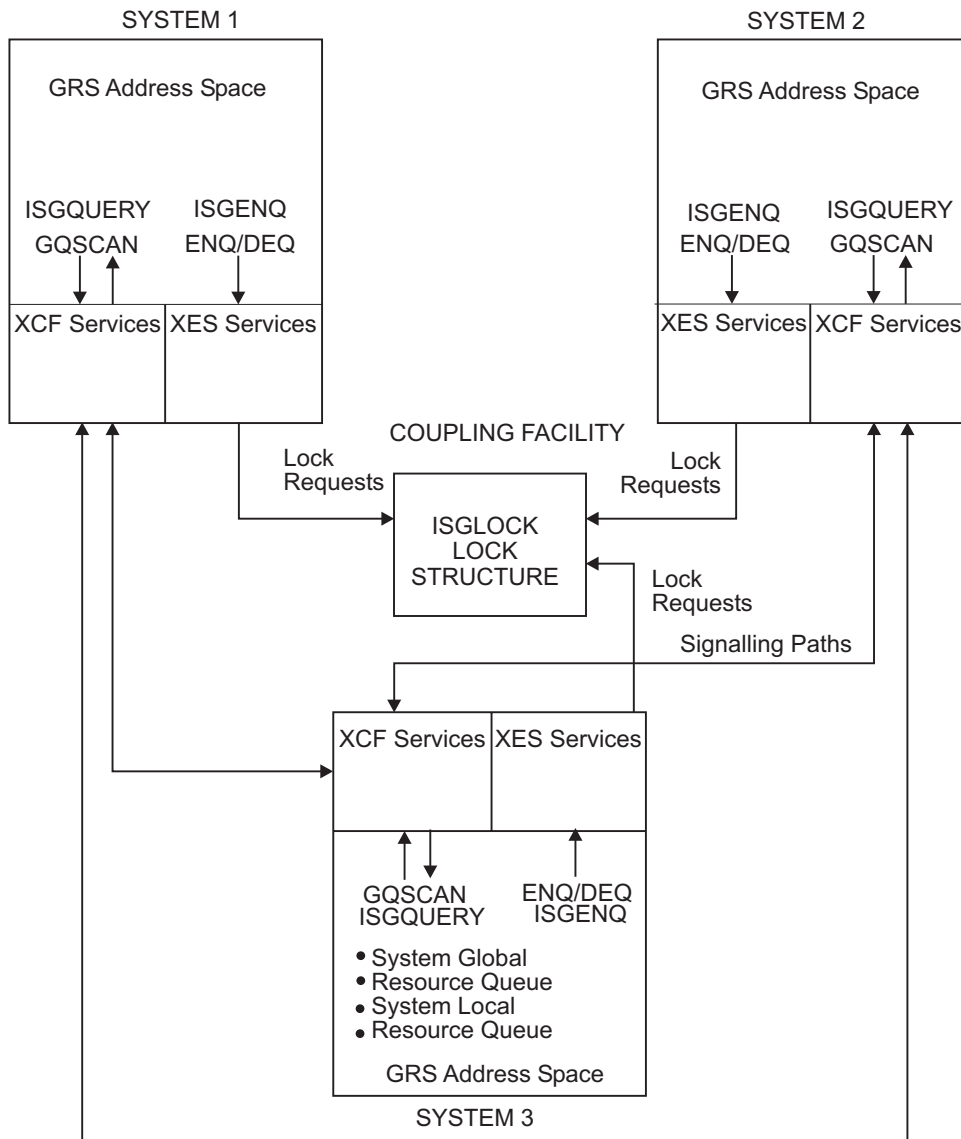 SYSTEM 1
GRS Address Space
ISGQUERY
GQSCAN
ISGENQ
ENQ/DEQ
XCF Services
XES Services
SYSTEM 2
GRS Address Space
ISGENQ
ENQ/DEQ
ISGQUERY
GQSCAN
XES Services
XCF Services
COUPLING FACILITY
Lock
Requests
ISGLOCK
LOCK
STRUCTURE
Lock
Requests
Lock
Requests
Signalling Paths
XCF Services
XES Services
GQSCAN
ISGQUERY
ENQ/DEQ
ISGENQ
• System Global
• Resource Queue
• System Local
• Resource Queue
GRS Address Space
SYSTEM 3